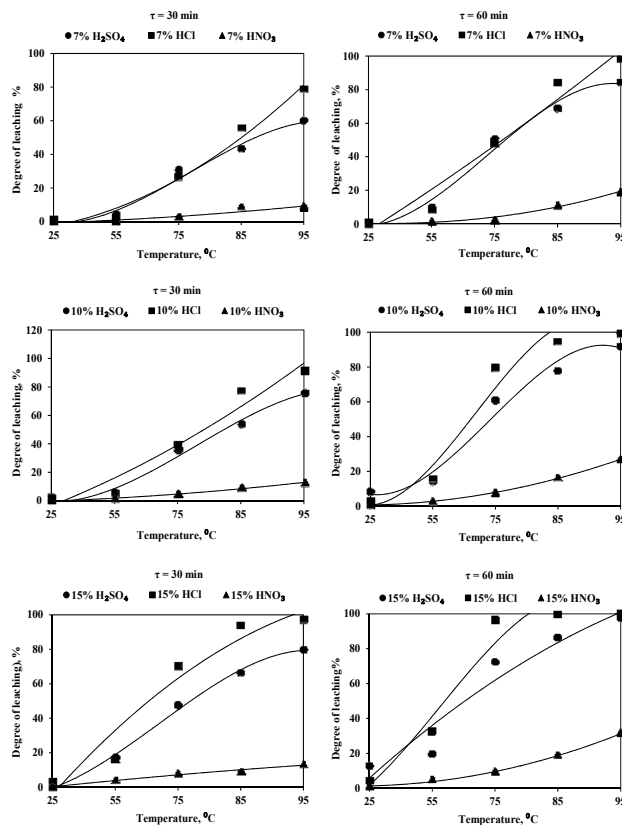 τ = 30 min
7% H₂SO₄ 7% HCl 7% HNO₃
Degree of leaching %
100
80
60
40
20
0
25 55 75 85 95
Temperature, ⁰C
τ = 60 min
7% H₂SO₄ 7% HCl 7% HNO₃
Degree of leaching, %
100
80
60
40
20
0
25 55 75 85 95
Temperature, ⁰C
τ = 30 min
10% H₂SO₄ 10% HCl 10% HNO₃
Degree of leaching, %
120
100
80
60
40
20
0
25 55 75 85 95
Temperature, ⁰C
τ = 60 min
10% H₂SO₄ 10% HCl 10% HNO₃
Degree of leaching, %
100
80
60
40
20
0
25 55 75 85 95
Temperature, ⁰C
τ = 30 min
15% H₂SO₄ 15% HCl 15% HNO₃
Degree of leaching), %
100
80
60
40
20
0
25 55 75 85 95
Temperature, ⁰C
τ = 60 min
15% H₂SO₄ 15% HCl 15% HNO₃
Degree of leaching,%
100
80
60
40
20
0
25 55 75 85 95
Temperature, ⁰C